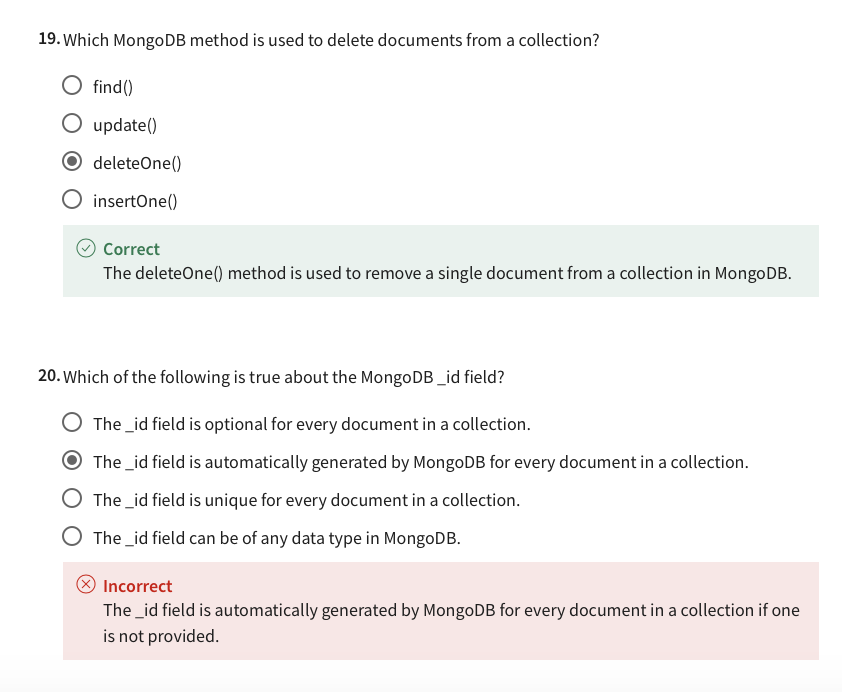 19. Which MongoDB method is used to delete documents from a collection?
find()
update()
deleteOne()
insertOne()
Correct
The deleteOne() method is used to remove a single document from a collection in MongoDB.
20. Which of the following is true about the MongoDB _id field?
The _id field is optional for every document in a collection.
The _id field is automatically generated by MongoDB for every document in a collection.
The _id field is unique for every document in a collection.
The _id field can be of any data type in MongoDB.
Incorrect
The _id field is automatically generated by MongoDB for every document in a collection if one
is not provided.